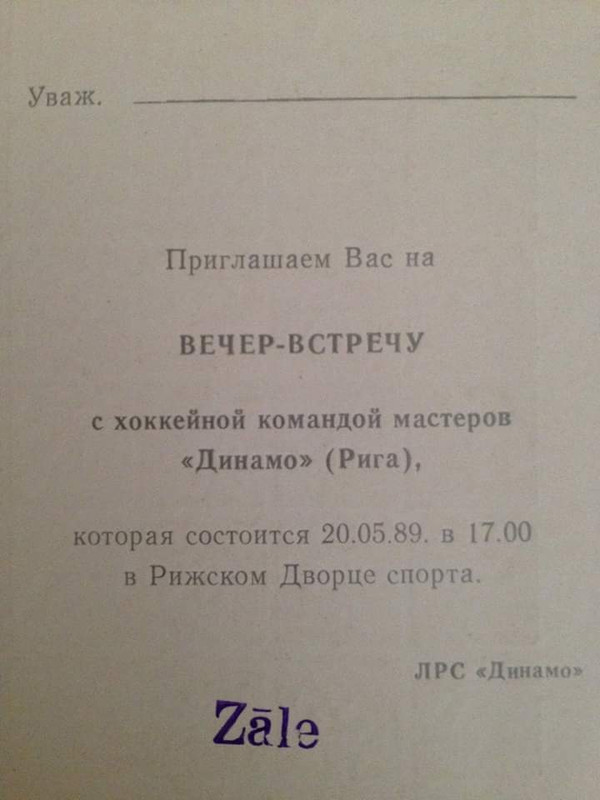 Уваж. 
Приглашаем Вас на
ВЕЧЕР-ВСТРЕЧУ
с хоккейной командой мастеров
«Динамо» (Рига),
которая состоится 20.05.89. в 17.00
в Рижском Дворце спорта.
ЛРС «Динамо»
Zāle